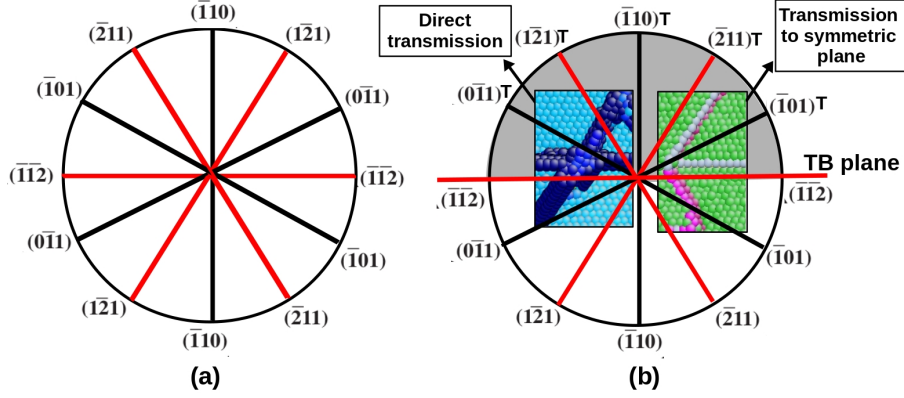 (1̅10)
(2̅11)
(12̅1)
(1̅01)
(01̅1)
(1̅1̅2)
(1̅1̅2)
(01̅1)
(1̅01)
(12̅1)
(2̅11)
(1̅10)
(a)
Direct
transmission
Transmission
to symmetric
plane
(1̅10)T
(12̅1)T
(2̅11)T
(01̅1)T
(1̅01)T
TB plane
(1̅1̅2)
(1̅1̅2)
(01̅1)
(1̅01)
(12̅1)
(2̅11)
(1̅10)
(b)